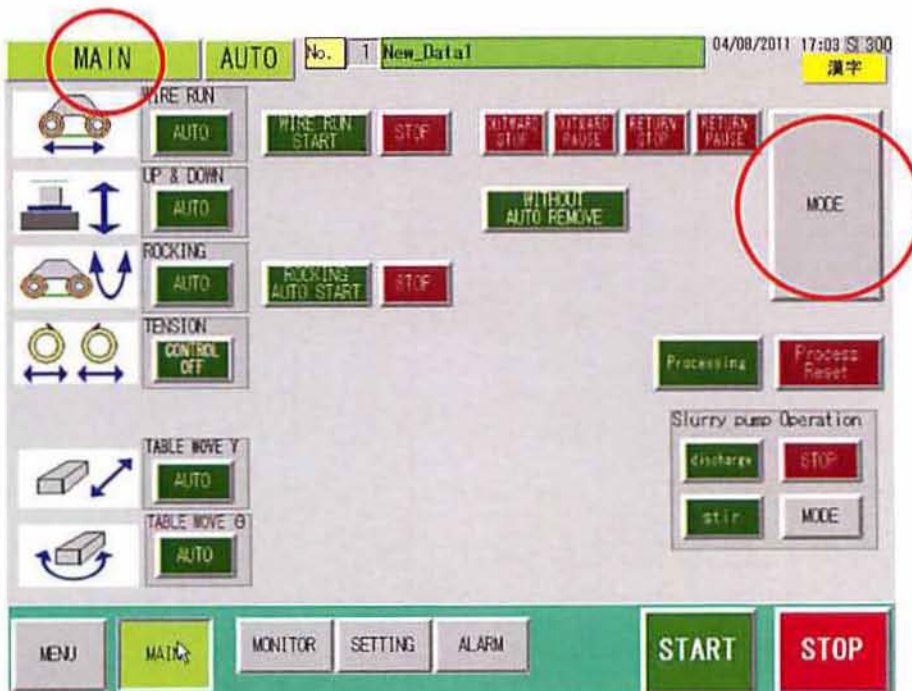 MAIN
AUTO
No. 1 New_Data1
04/08/2011 17:03 SI 300
漢字
WIRE RUN
AUTO
WIRE RUN START
STOP
STOP
PAUSE
RETURN STOP
RETURN PAUSE
MODE
UP & DOWN
AUTO
WITHOUT AUTO REMOVE
ROCKING
AUTO
ROCKING AUTO START
STOP
TENSION
CONTROL OFF
Processing
Process Reset
Slurry pump Operation
discharge
STOP
stir
MODE
TABLE MOVE Y
AUTO
TABLE MOVE θ
AUTO
MENU
MAIN
MONITOR
SETTING
ALARM
START
STOP